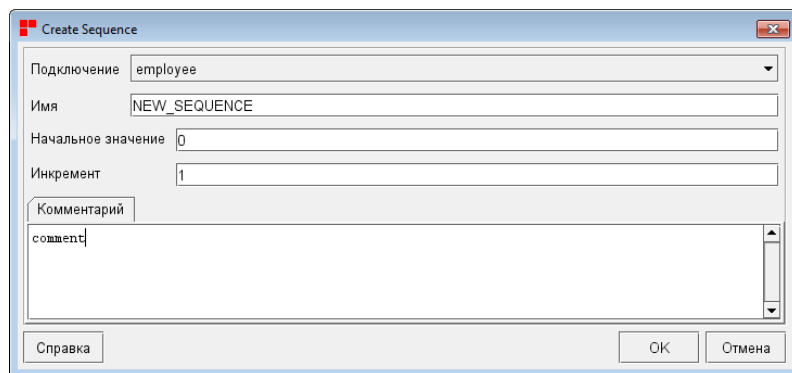 Create Sequence
Подключение employee
Имя NEW_SEQUENCE
Начальное значение 0
Инкремент 1
Комментарий
comment
Справка OK Отмена